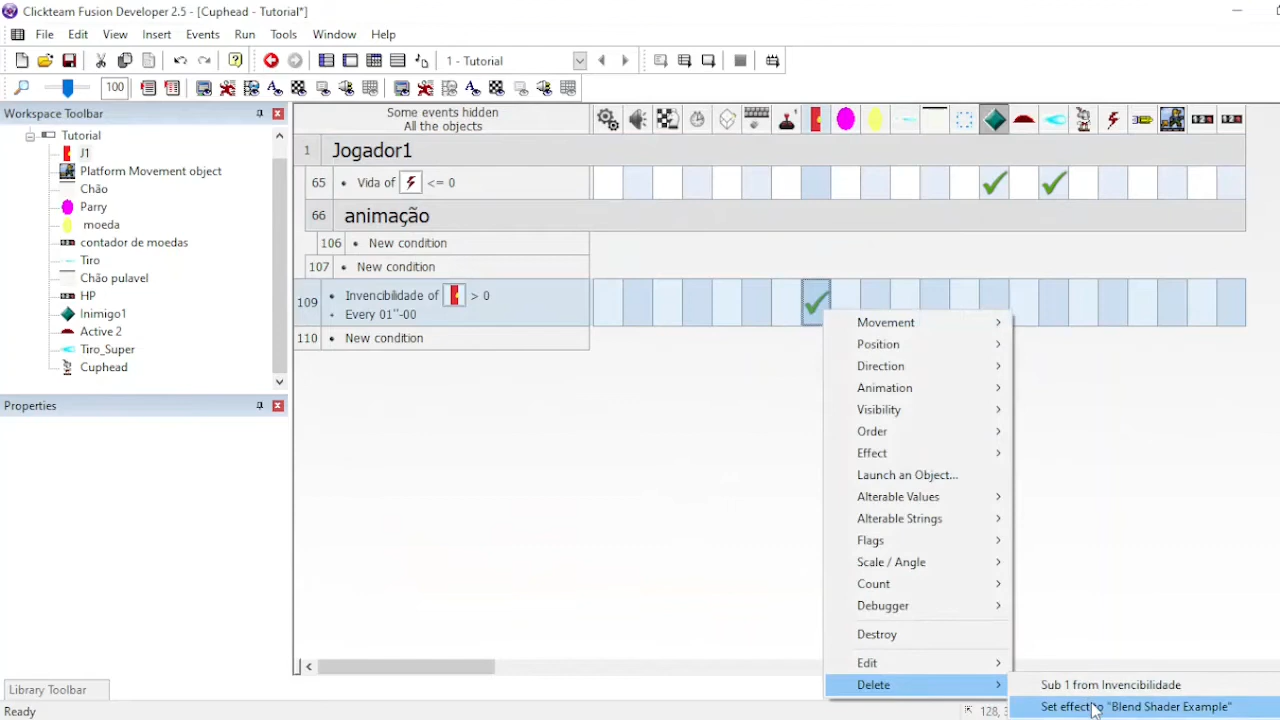 Clickteam Fusion Developer 2.5 - [Cuphead - Tutorial*]
File Edit View Insert Events Run Tools Window Help
1 - Tutorial
100
Workspace Toolbar
Tutorial
J1
Platform Movement object
Chão
Parry
moeda
contador de moedas
Tiro
Chão pulavel
HP
Inimigo1
Active 2
Tiro_Super
Cuphead
Properties
Library Toolbar
Ready
Some events hidden
All the objects
1 Jogador1
65 • Vida of <= 0
66 animação
106 • New condition
107 • New condition
109 • Invencibilidade of > 0
+ Every 01"-00
110 • New condition
Movement
Position
Direction
Animation
Visibility
Order
Effect
Launch an Object...
Alterable Values
Alterable Strings
Flags
Scale / Angle
Count
Debugger
Destroy
Edit
Delete
Sub 1 from Invencibilidade
Set effect to "Blend Shader Example"
128,